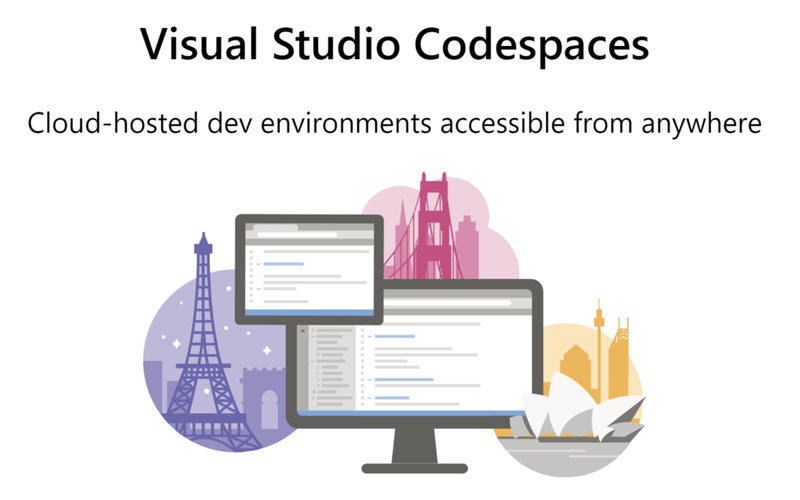 Visual Studio Codespaces
Cloud-hosted dev environments accessible from anywhere